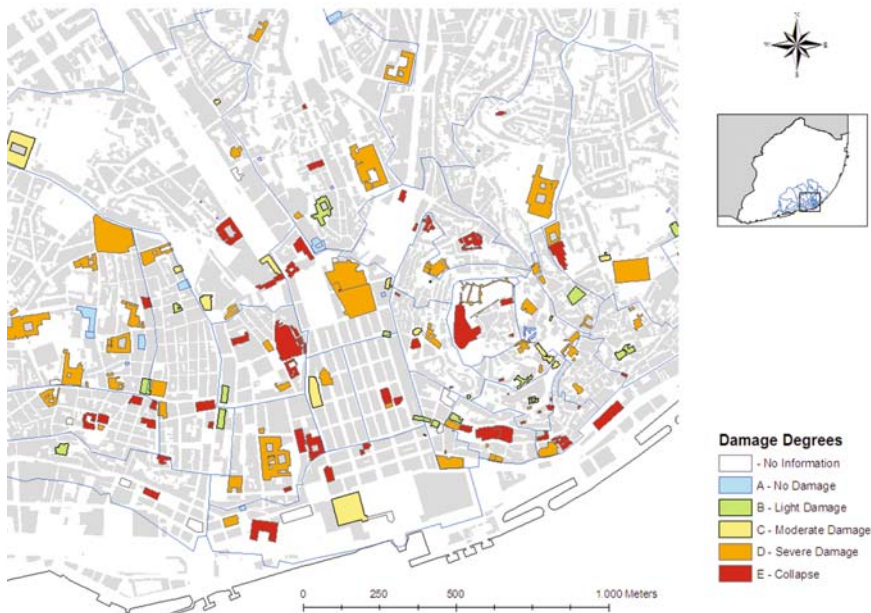 Damage Degrees
- No Information
A - No Damage
B - Light Damage
C - Moderate Damage
D - Severe Damage
E - Collapse
0 250 500 1.000 Meters